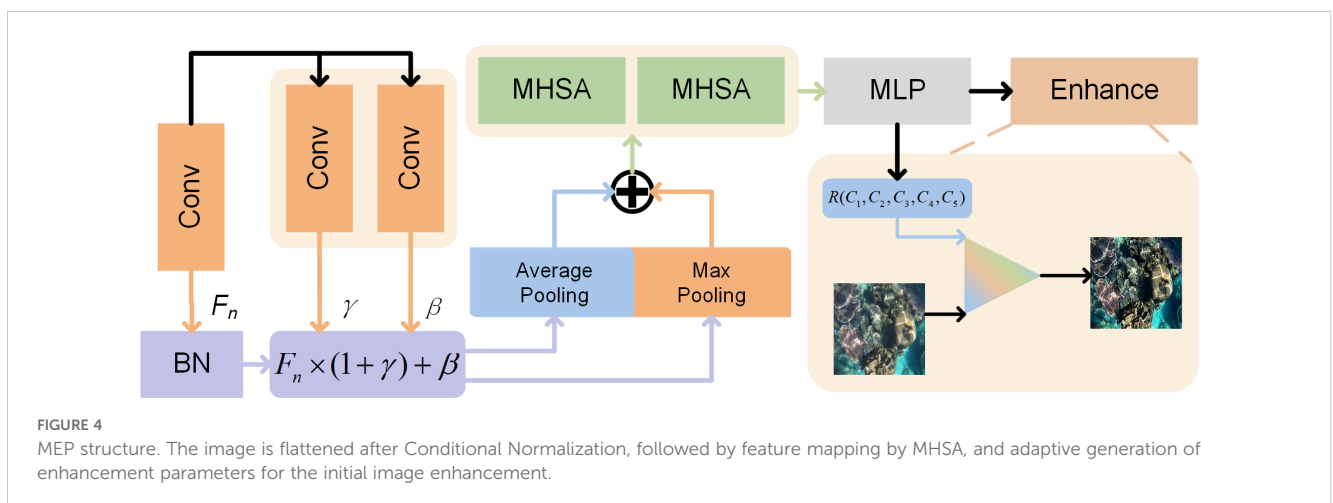 Conv
Conv
Conv
MHSA
MHSA
MLP
Enhance
R(C₁,C₂,C₃,C₄,C₅)
Average
Pooling
Max
Pooling
Fₙ
γ
β
BN
Fₙ × (1 + γ) + β
FIGURE 4
MEP structure. The image is flattened after Conditional Normalization, followed by feature mapping by MHSA, and adaptive generation of
enhancement parameters for the initial image enhancement.